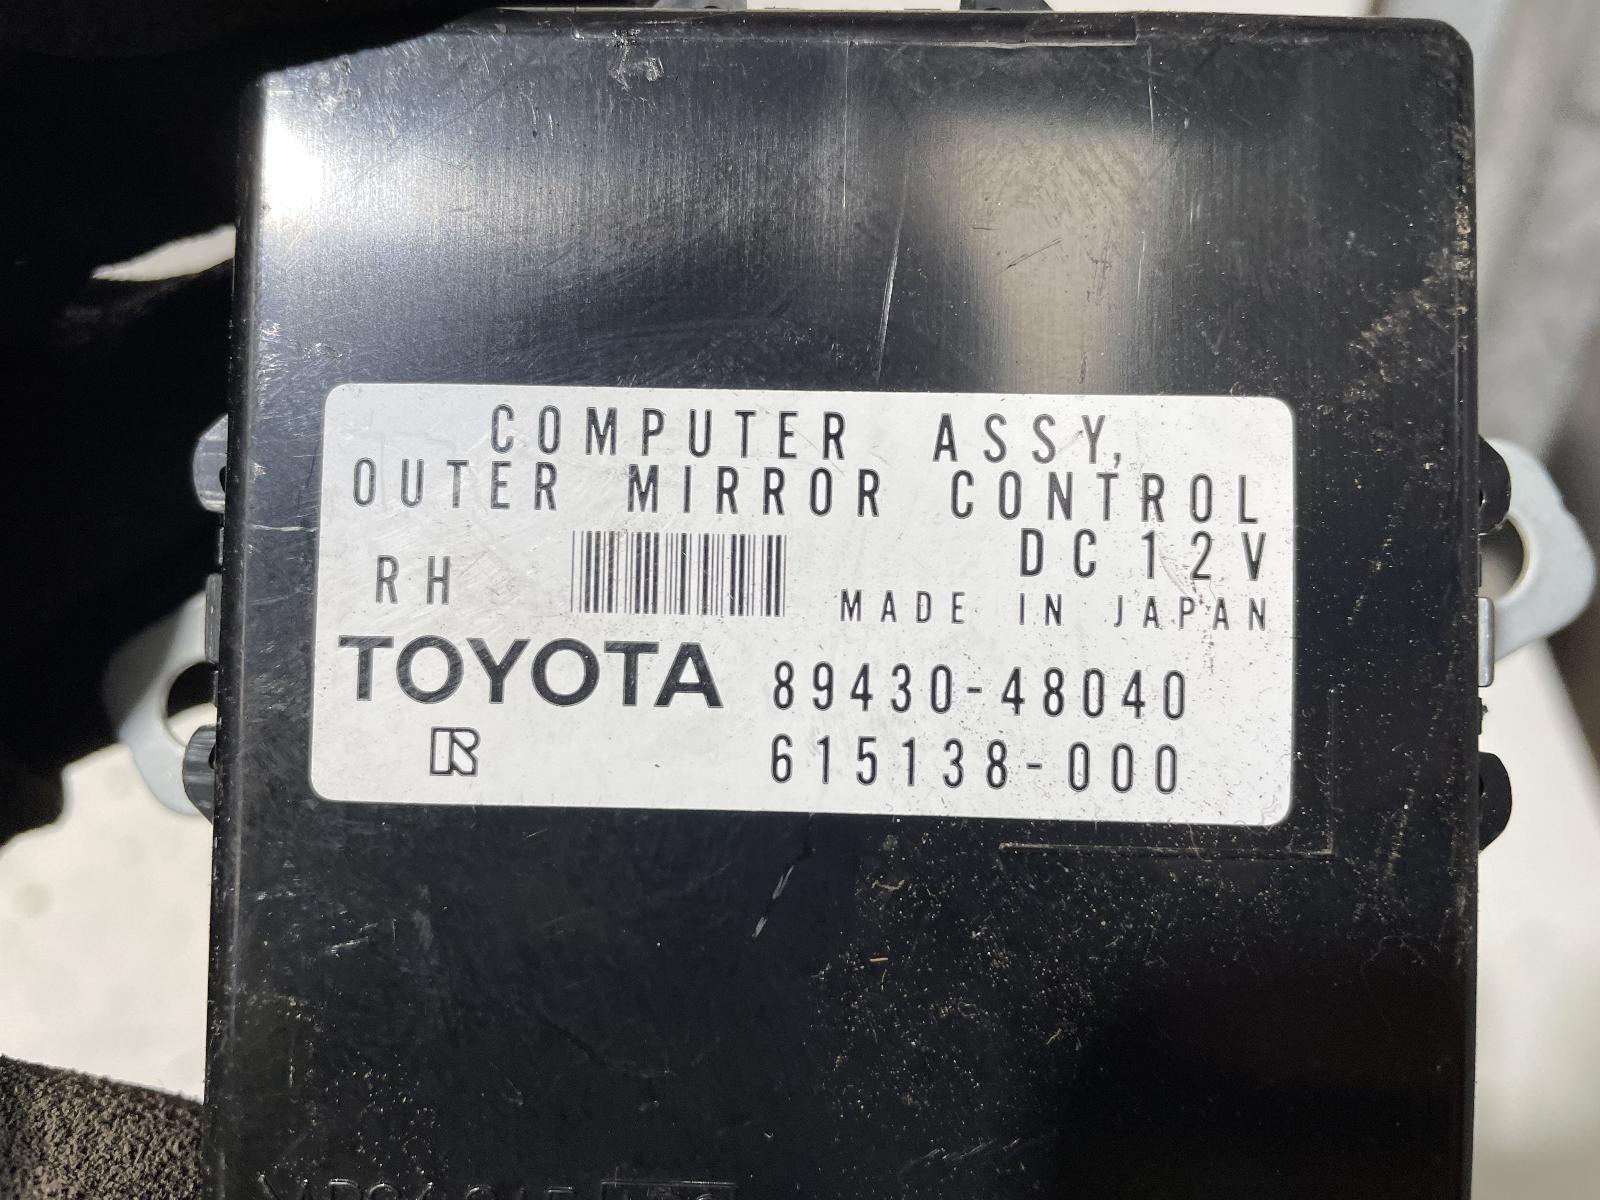 COMPUTER ASSY,
OUTER MIRROR CONTROL
RH DC12V
MADE IN JAPAN
TOYOTA 89430-48040
R 615138-000